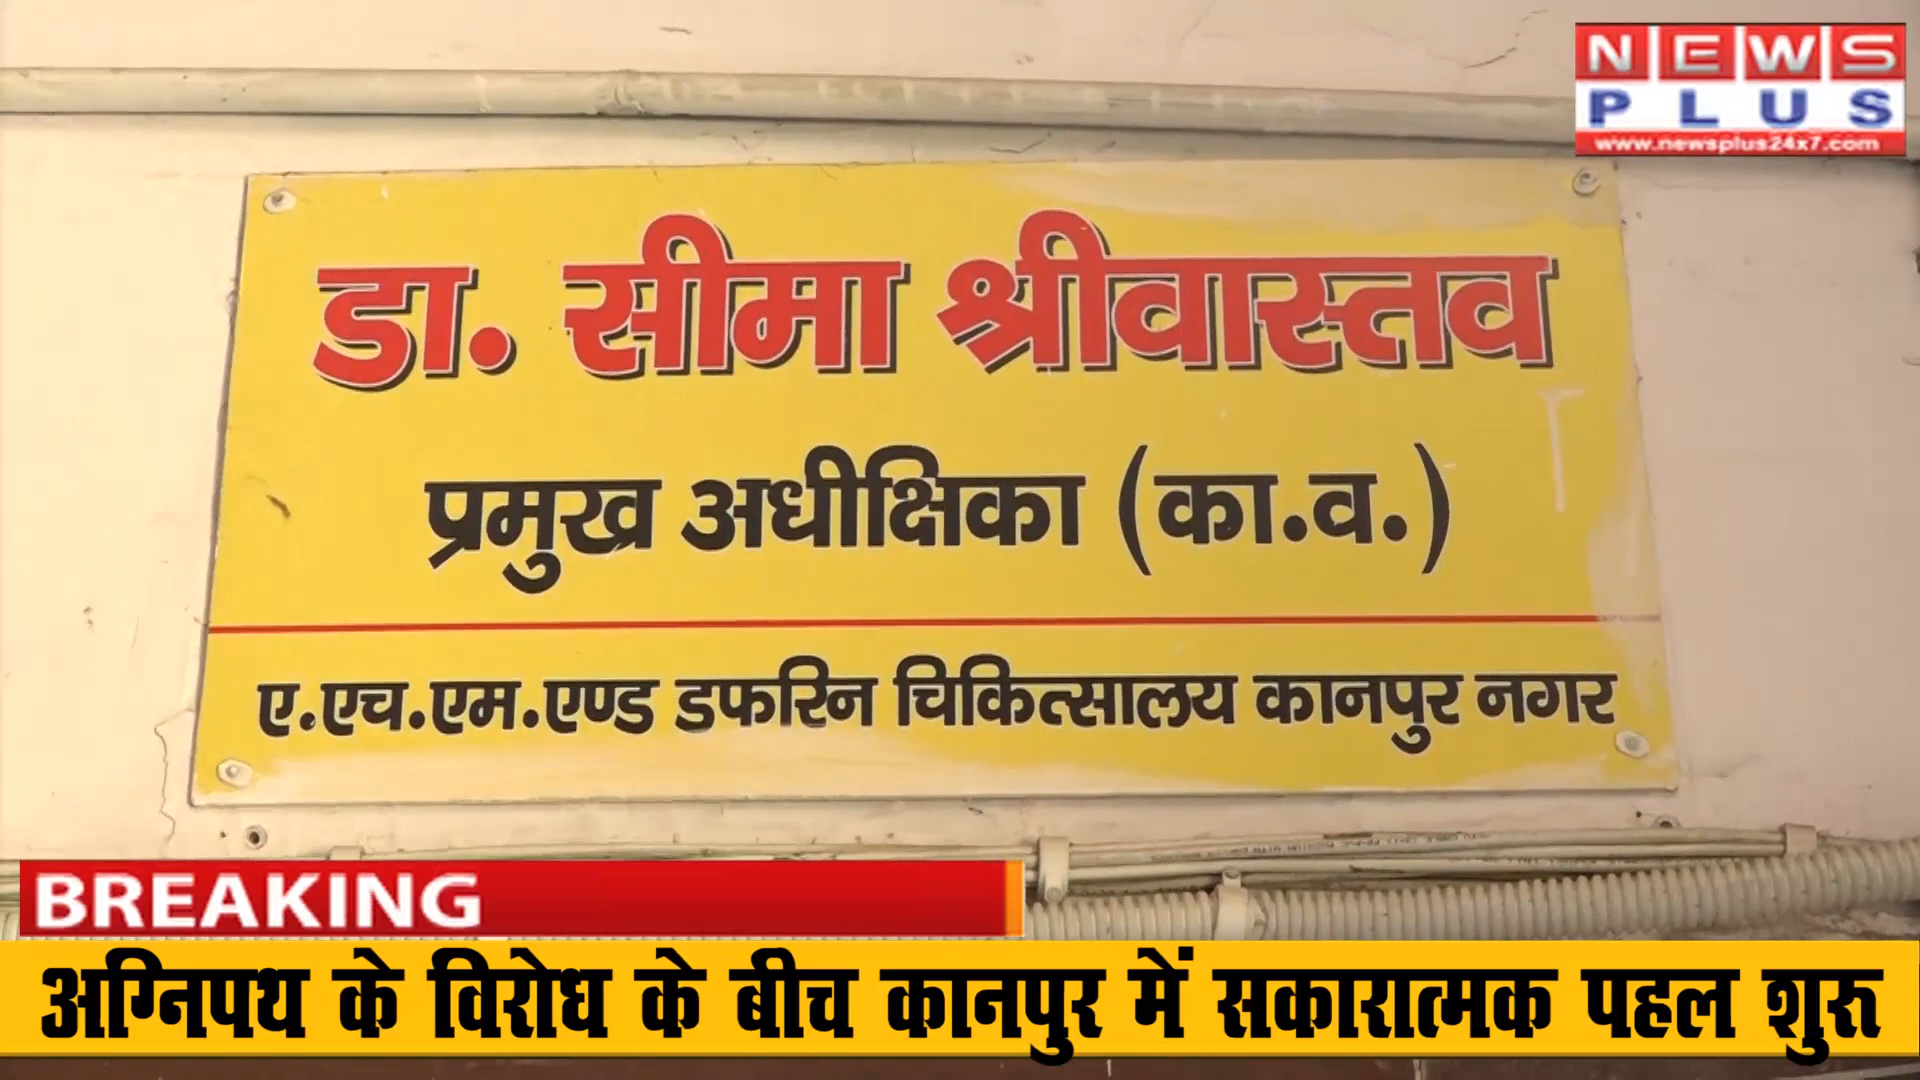 NEWS
PLUS
www.newsplus24x7.com
डा. सीमा श्रीवास्तव
प्रमुख अधीक्षिका (का.व.)
ए.एच.एम.एण्ड डफरिन चिकित्सालय कानपुर नगर
BREAKING
अग्निपथ के विरोध के बीच कानपुर में सकारात्मक पहल शुरू